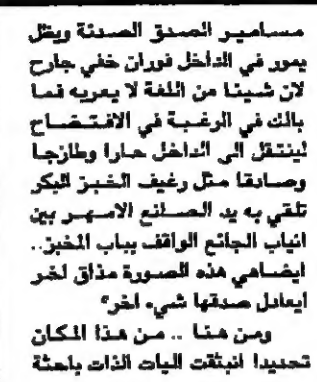 مسامير الصدق الصدئة ويظل
يمور في الداخل فوران خفي جارح
لان شيئا من اللغة لا يعريه فما
بالك في الرغبة في الافتضاح
لينتقل الى الداخل حارا وطازجا
وصادقا مثل رغيف الخبز البكر
تلقي به يد الصانع الاسمر بين
انياب الجائع الواقف بباب المخبز..
ايضاهي هذه الصورة مذاق اخر
ايعادل صدقها شيء اخر"
ومن هنا .. من هذا المكان
تحديدا انبثقت اليات الذات باحثة